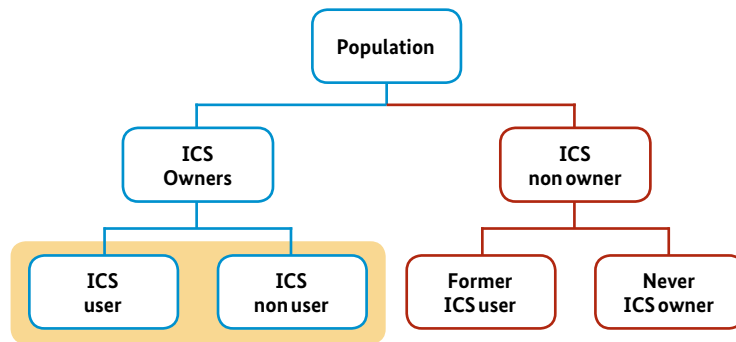 Population
ICS
Owners
ICS
non owner
ICS
user
ICS
non user
Former
ICS user
Never
ICS owner